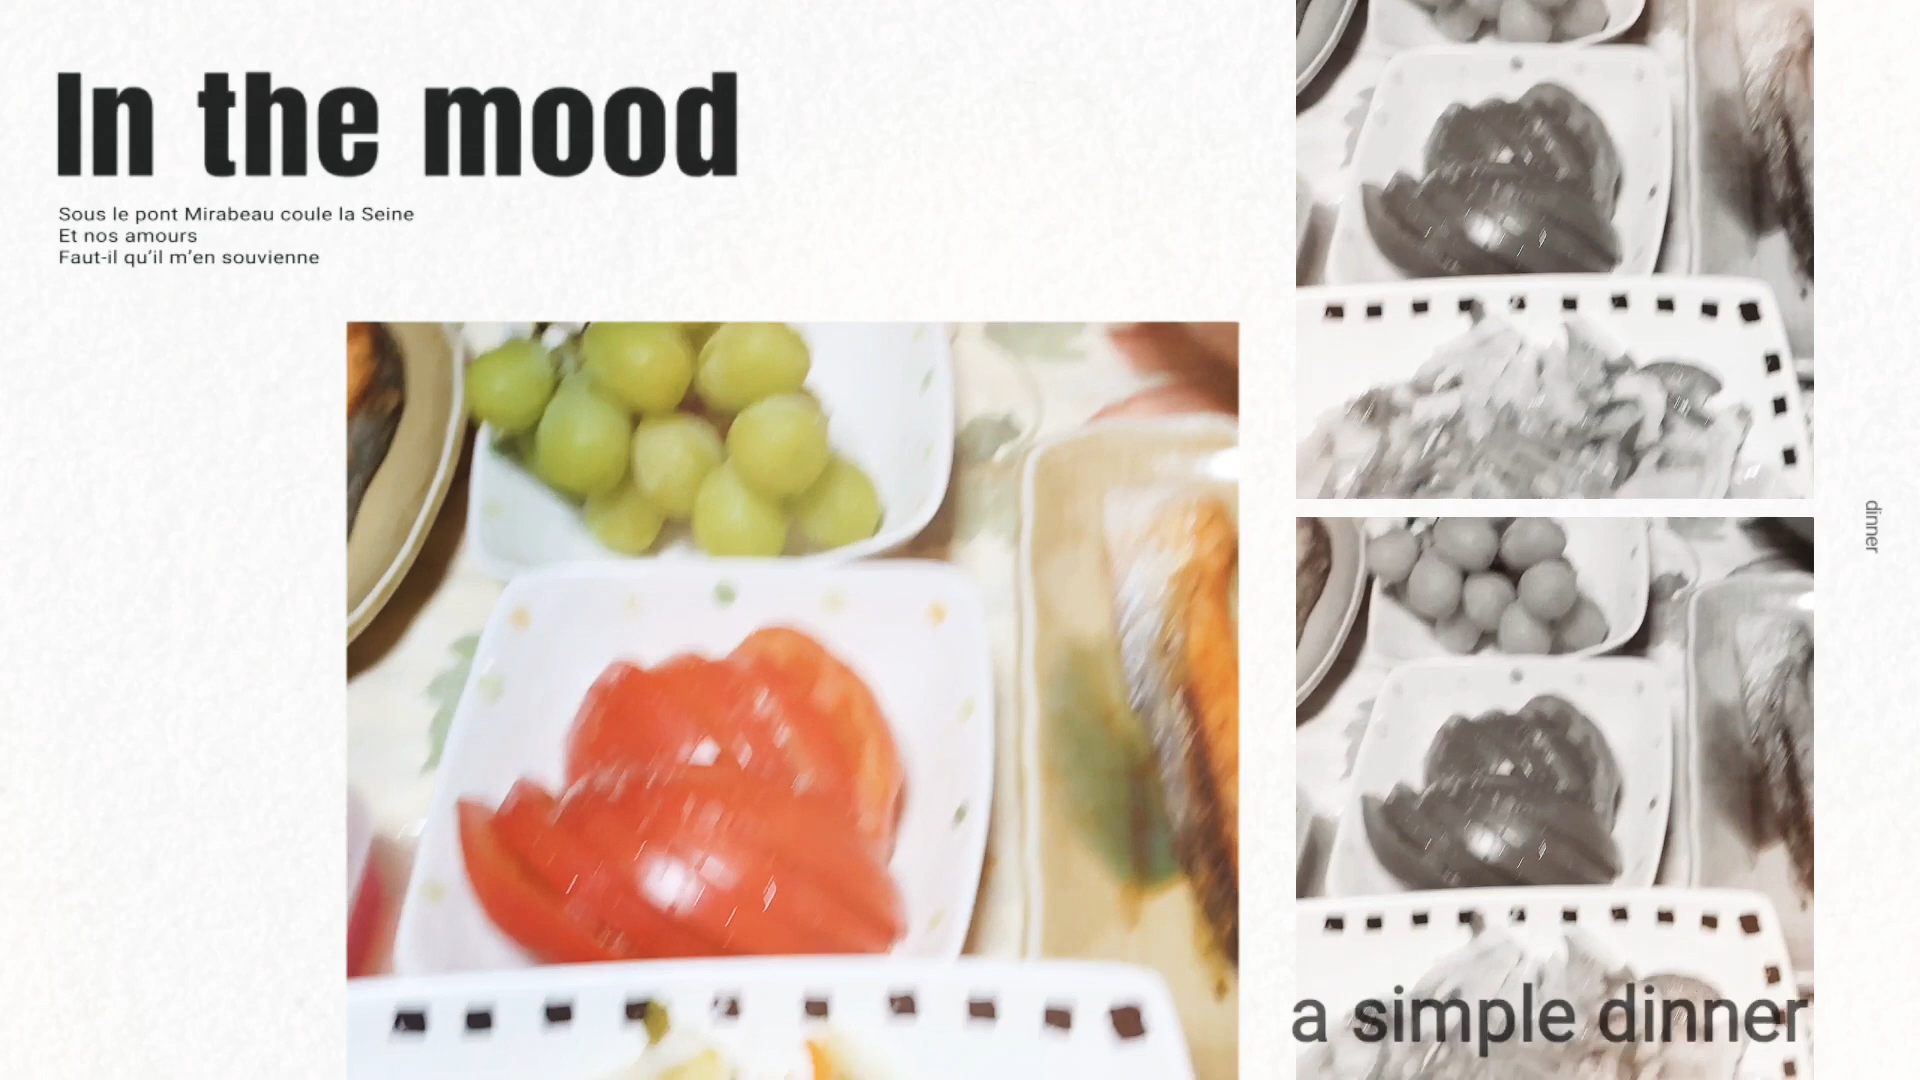 In the mood
Sous le pont Mirabeau coule la Seine
Et nos amours
Faut-il qu’il m’en souvienne
dinner
a simple dinner